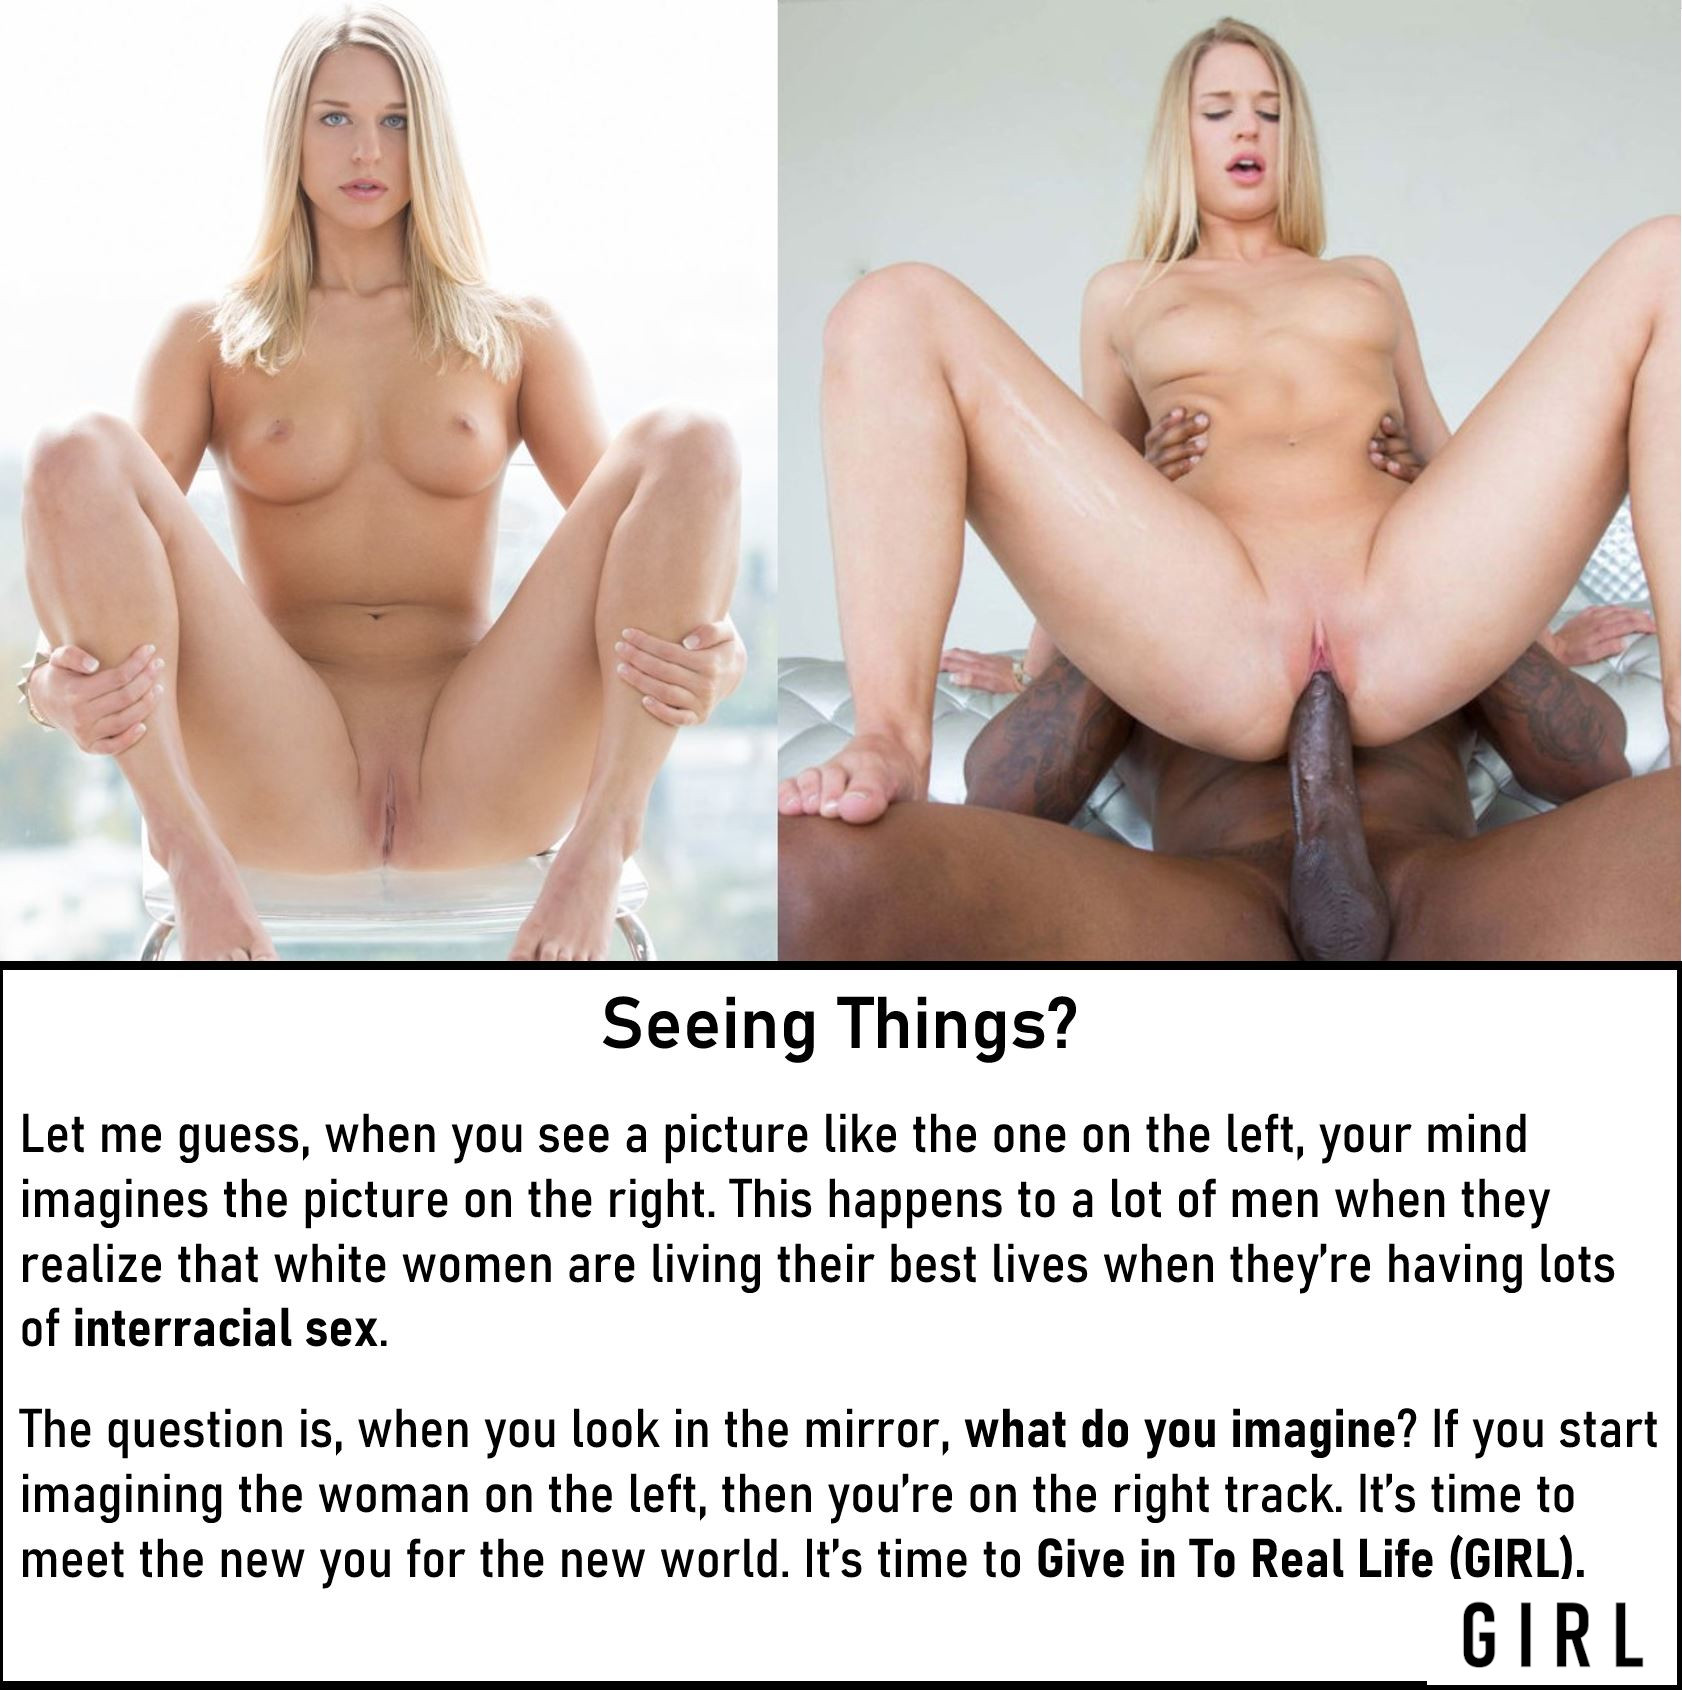 Seeing Things?
Let me guess, when you see a picture like the one on the left, your mind
imagines the picture on the right. This happens to a lot of men when they
realize that white women are living their best lives when they’re having lots
of interracial sex.
The question is, when you look in the mirror, what do you imagine? If you start
imagining the woman on the left, then you’re on the right track. It’s time to
meet the new you for the new world. It’s time to Give in To Real Life (GIRL).
GIRL